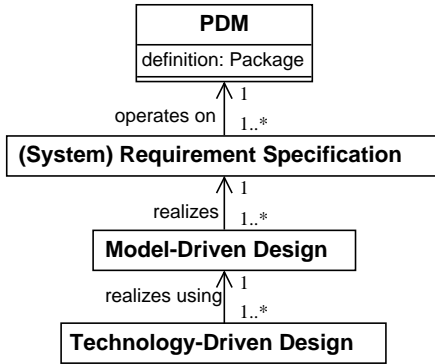 PDM
definition: Package
1
operates on
1..*
(System) Requirement Specification
1
realizes
1..*
Model-Driven Design
1
realizes using
1..*
Technology-Driven Design